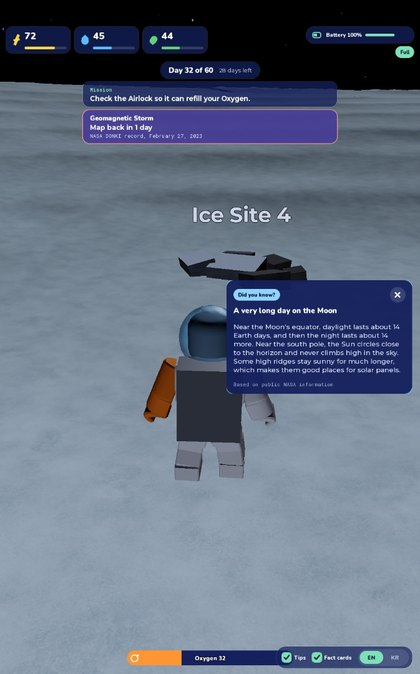 72
45
44
Battery 100%
Full
Day 32 of 60 28 days left
Mission
Check the Airlock so it can refill your Oxygen.
Geomagnetic Storm
Map back in 1 day
NASA DONKI record, February 27, 2023
Ice Site 4
Did you know?
A very long day on the Moon
Near the Moon's equator, daylight lasts about 14
Earth days, and then the night lasts about 14
more. Near the south pole, the Sun circles close
to the horizon and never climbs high in the sky.
Some high ridges stay sunny for much longer,
which makes them good places for solar panels.
Based on public NASA information
Oxygen 32
Tips
Fact cards
EN
KR